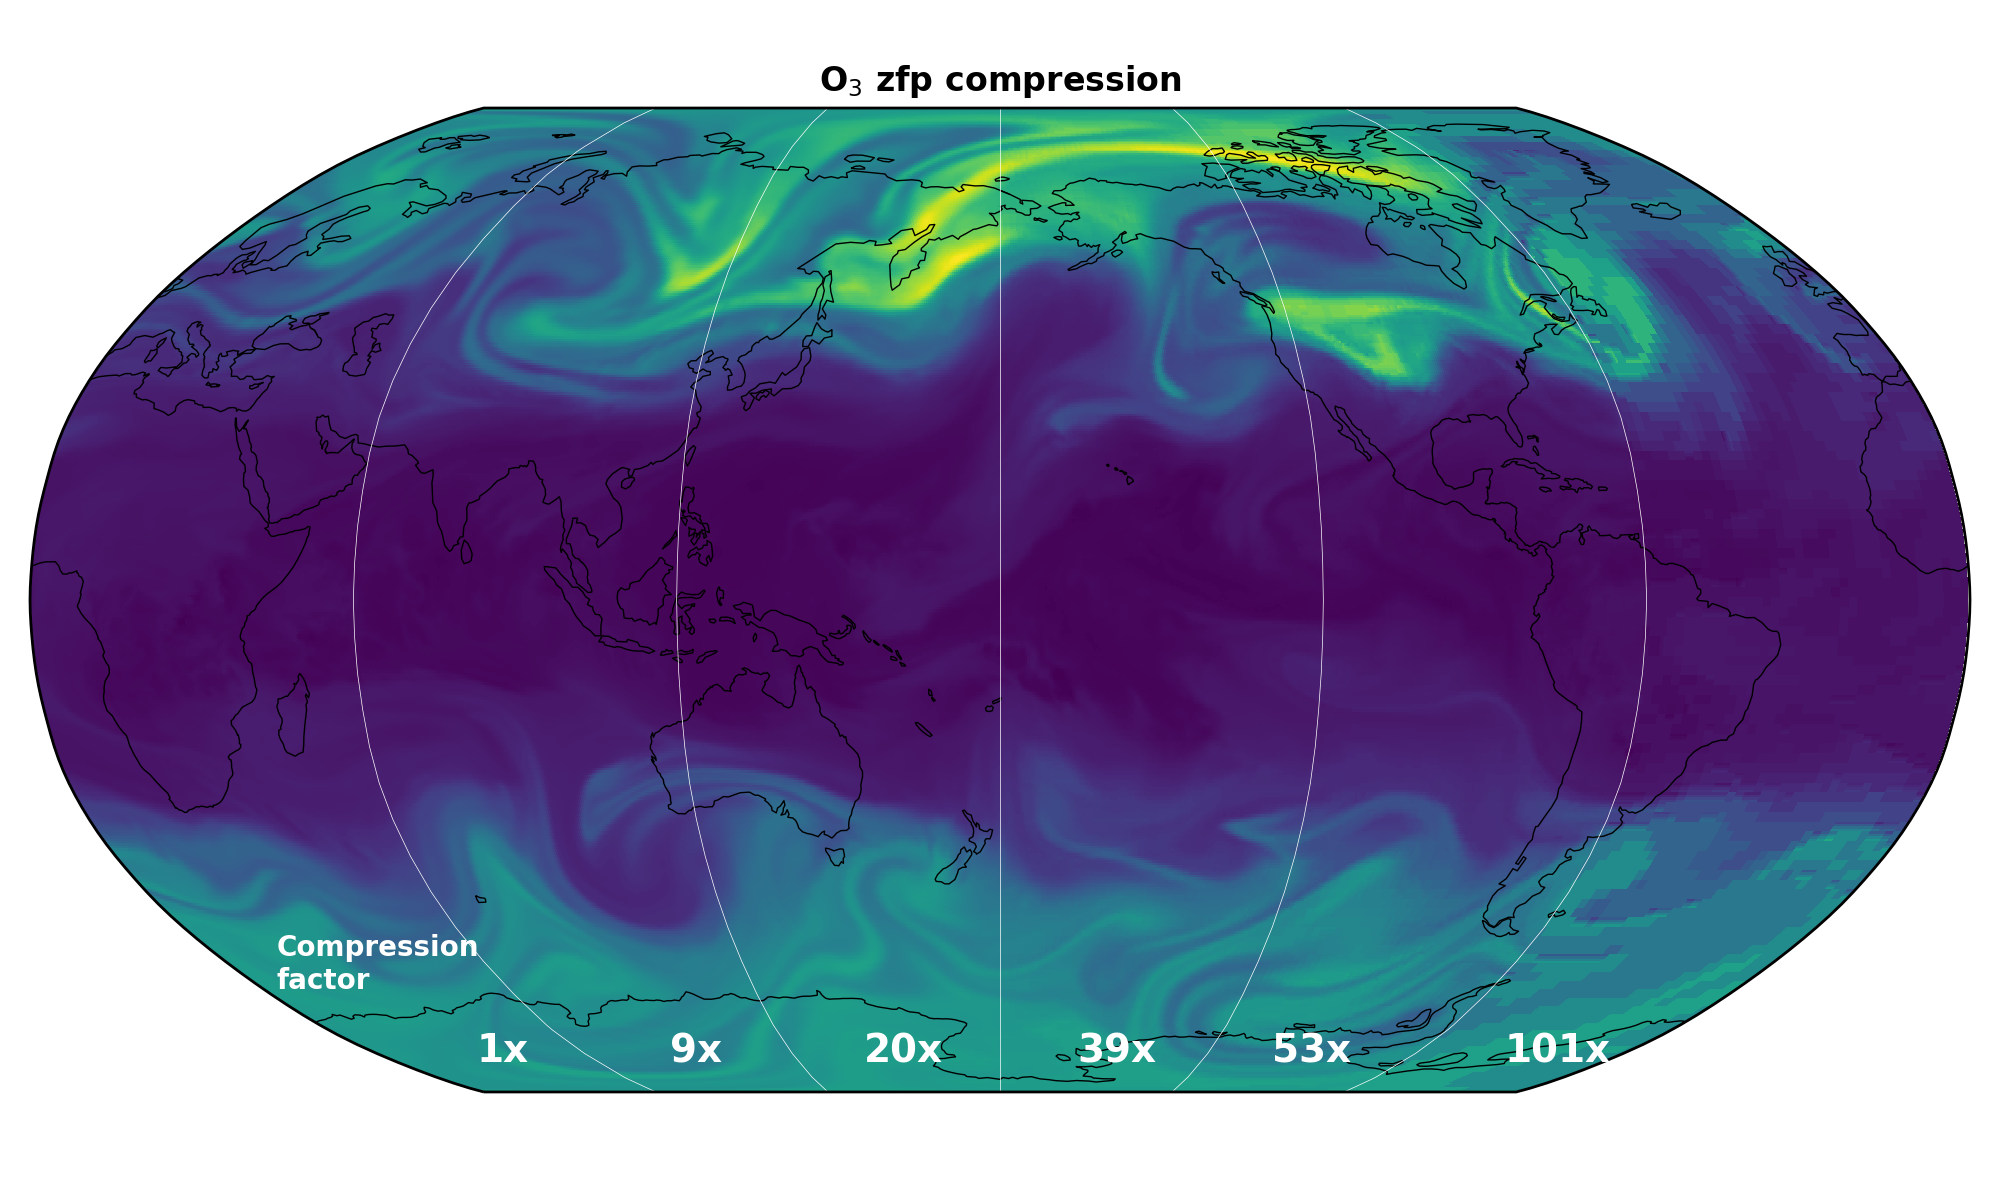 O₃ zfp compression
Compression
factor
1x 9x 20x 39x 53x 101x